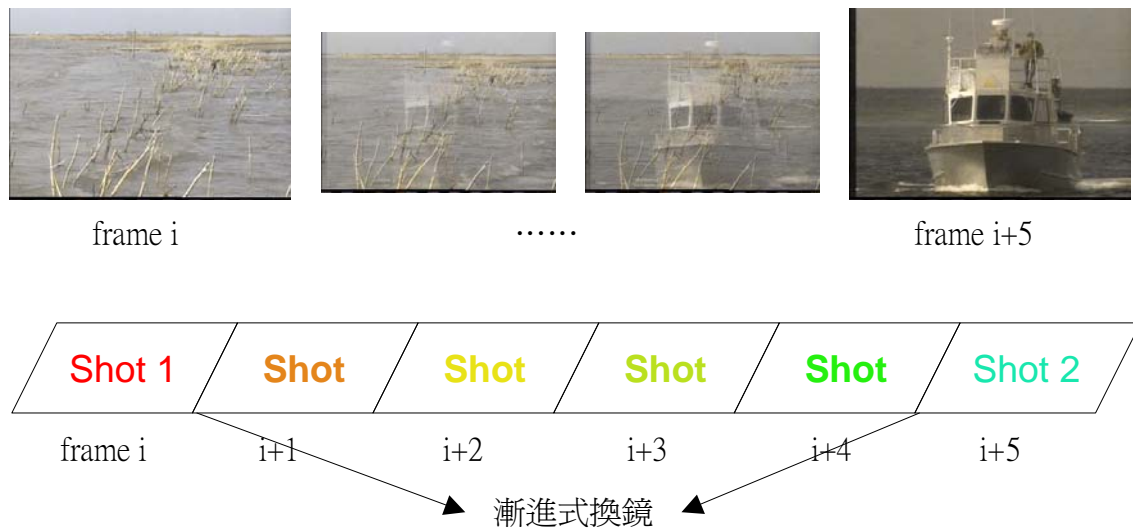 frame i ...... frame i+5
Shot 1 Shot Shot Shot Shot Shot 2
frame i i+1 i+2 i+3 i+4 i+5
漸進式換鏡